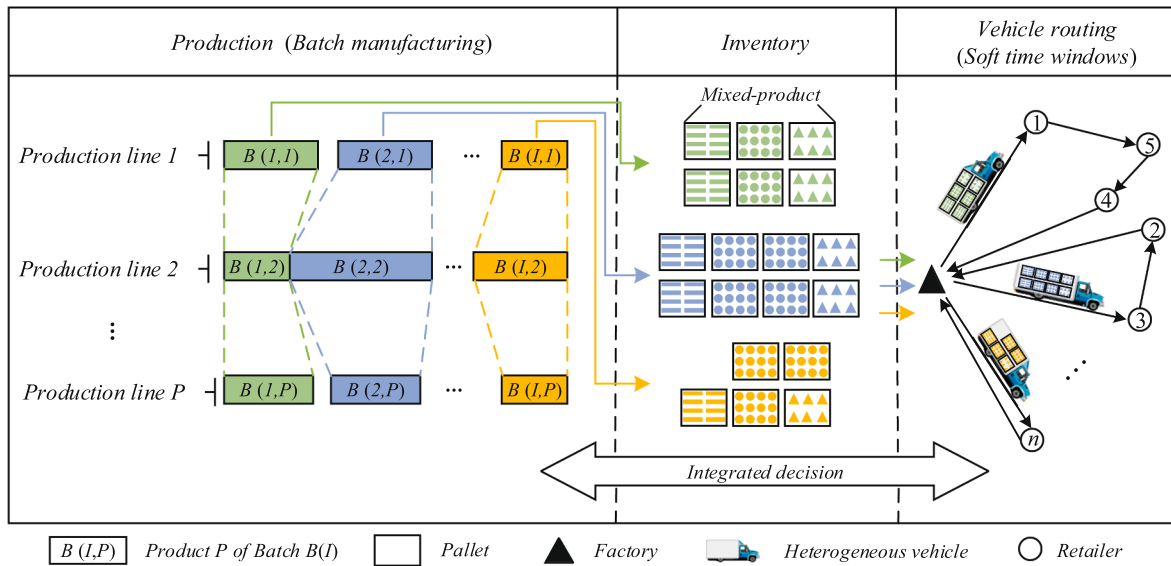 Production (Batch manufacturing)
Inventory
Vehicle routing
(Soft time windows)
Mixed-product
Production line 1
B (1,1)
B (2,1)
...
B (I,1)
Production line 2
B (1,2)
B (2,2)
...
B (I,2)
...
Production line P
B (1,P)
B (2,P)
...
B (I,P)
1
5
4
2
3
...
n
Integrated decision
B (I,P)
Product P of Batch B(I)
Pallet
Factory
Heterogeneous vehicle
Retailer